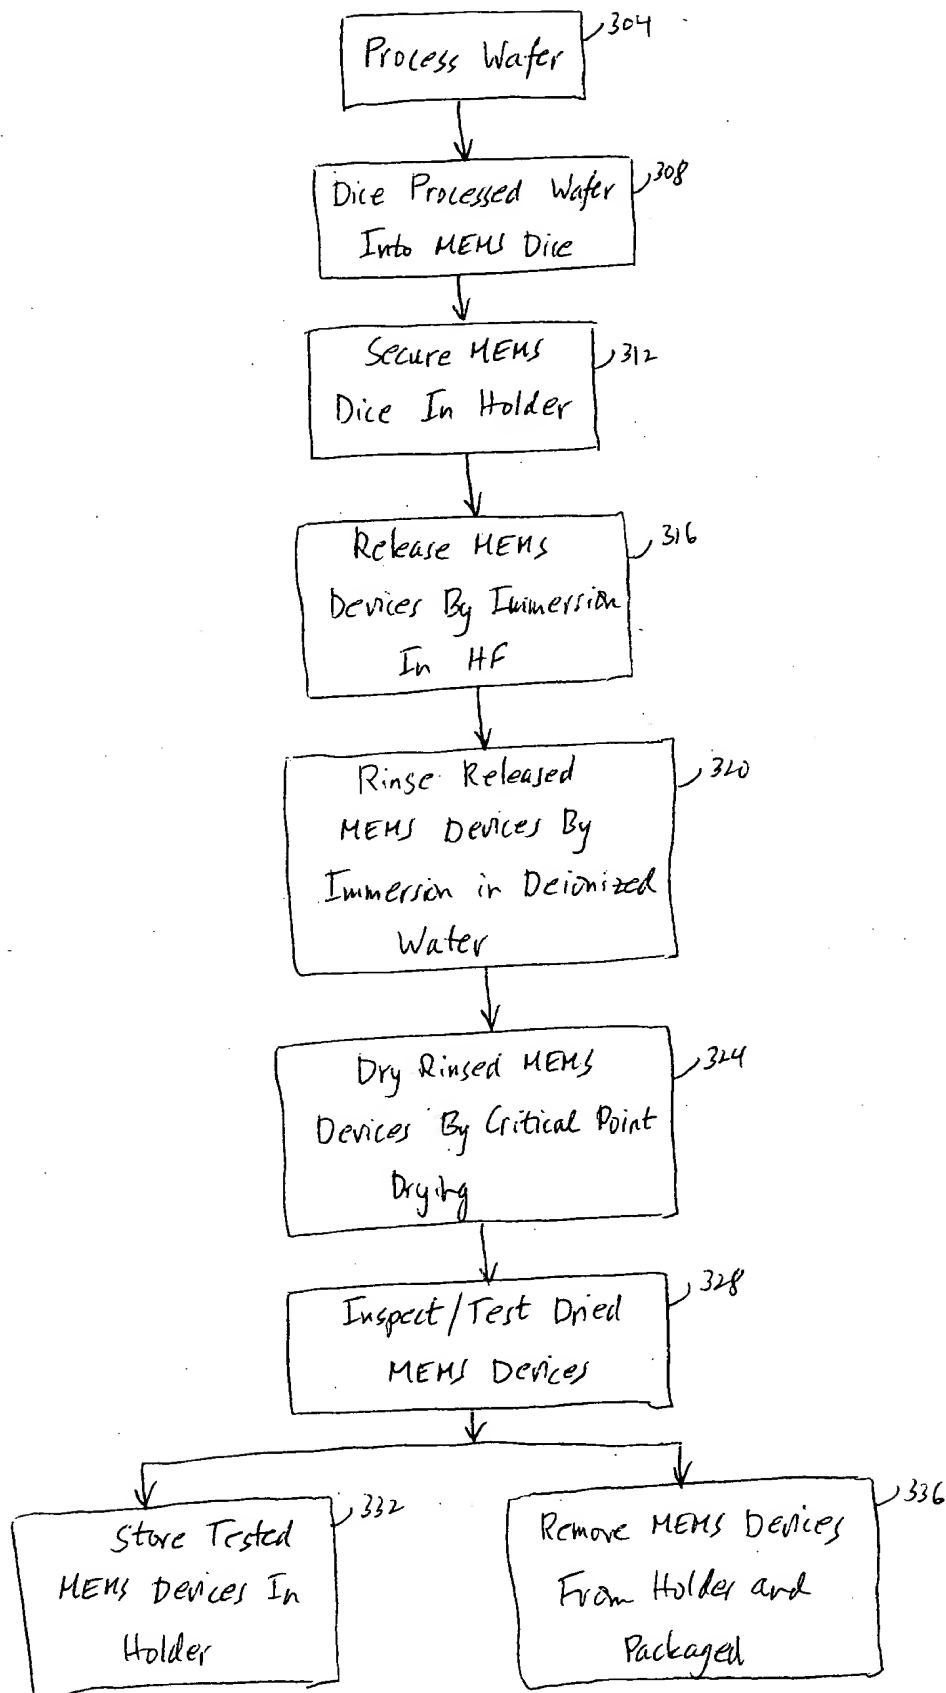 304
Process Wafer
308
Dice Processed Wafer
Into MEMS Dice
312
Secure MEMS
Dice In Holder
316
Release MEMS
Devices By Immersion
In HF
320
Rinse Released
MEMS Devices By
Immersion in Deionized
Water
324
Dry Rinsed MEMS
Devices By Critical Point
Drying
328
Inspect/Test Dried
MEMS Devices
332
Store Tested
MEMS Devices In
Holder
336
Remove MEMS Devices
From Holder and
Packaged